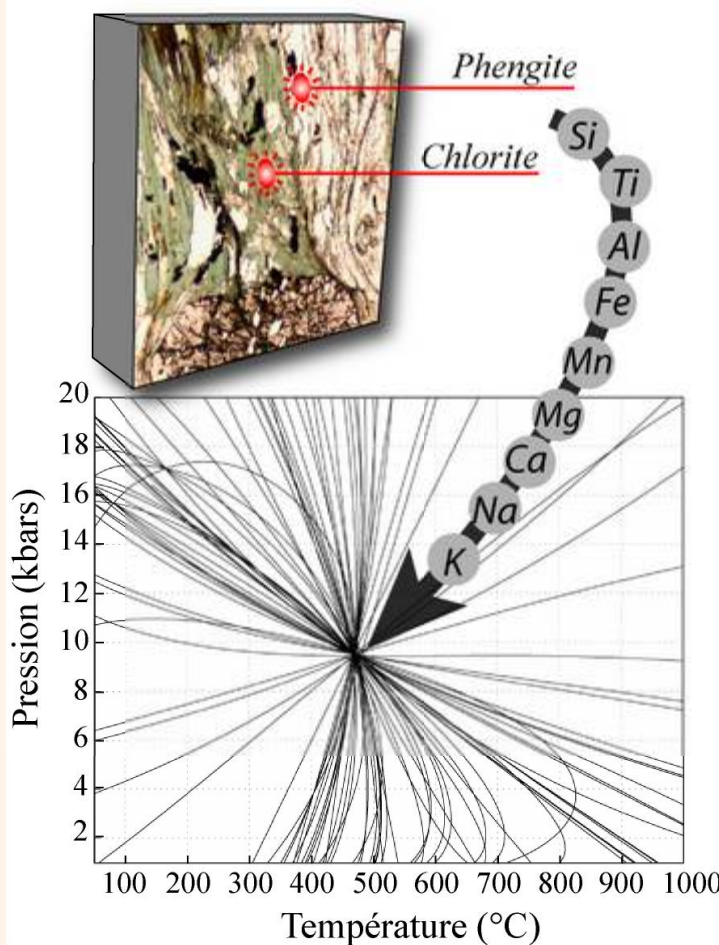 Phengite
Chlorite
Si
Ti
Al
Fe
Mn
Mg
Ca
Na
K
20
18
16
14
12
10
8
6
4
2
Pression (kbars)
100 200 300 400 500 600 700 800 900 1000
Température (°C)